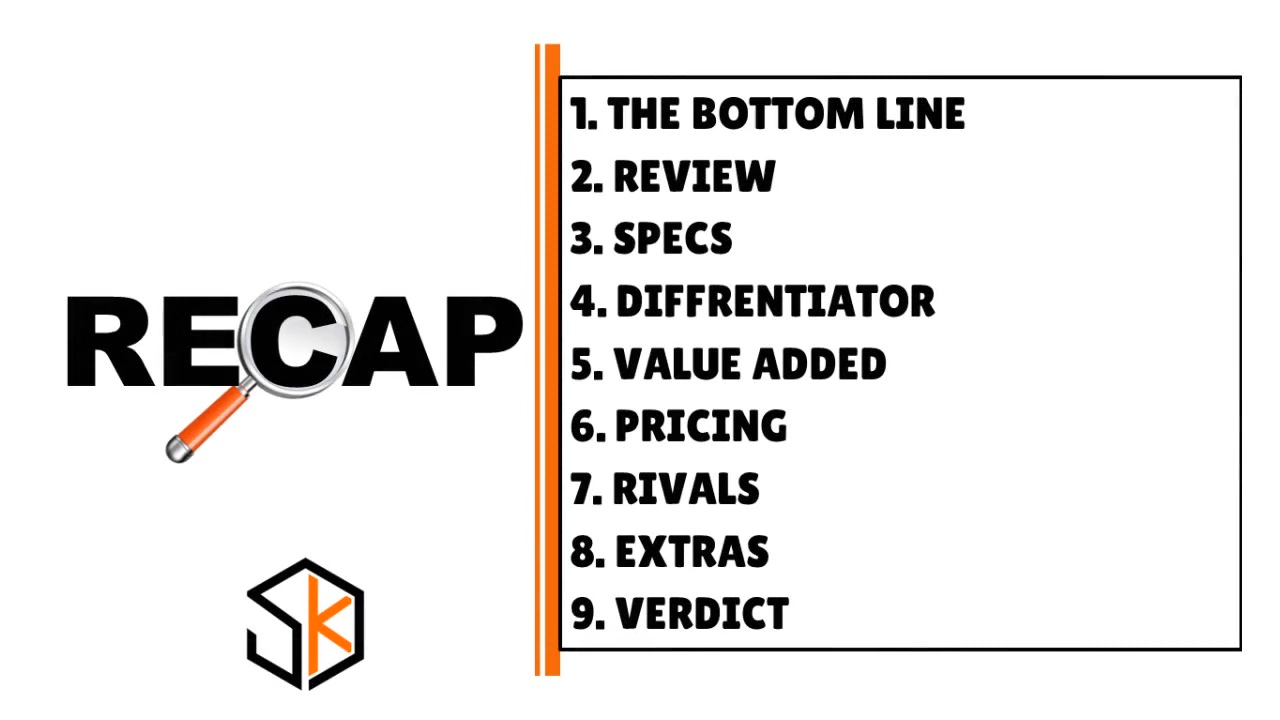 RECAP
1. THE BOTTOM LINE
2. REVIEW
3. SPECS
4. DIFFRENTIATOR
5. VALUE ADDED
6. PRICING
7. RIVALS
8. EXTRAS
9. VERDICT
SK